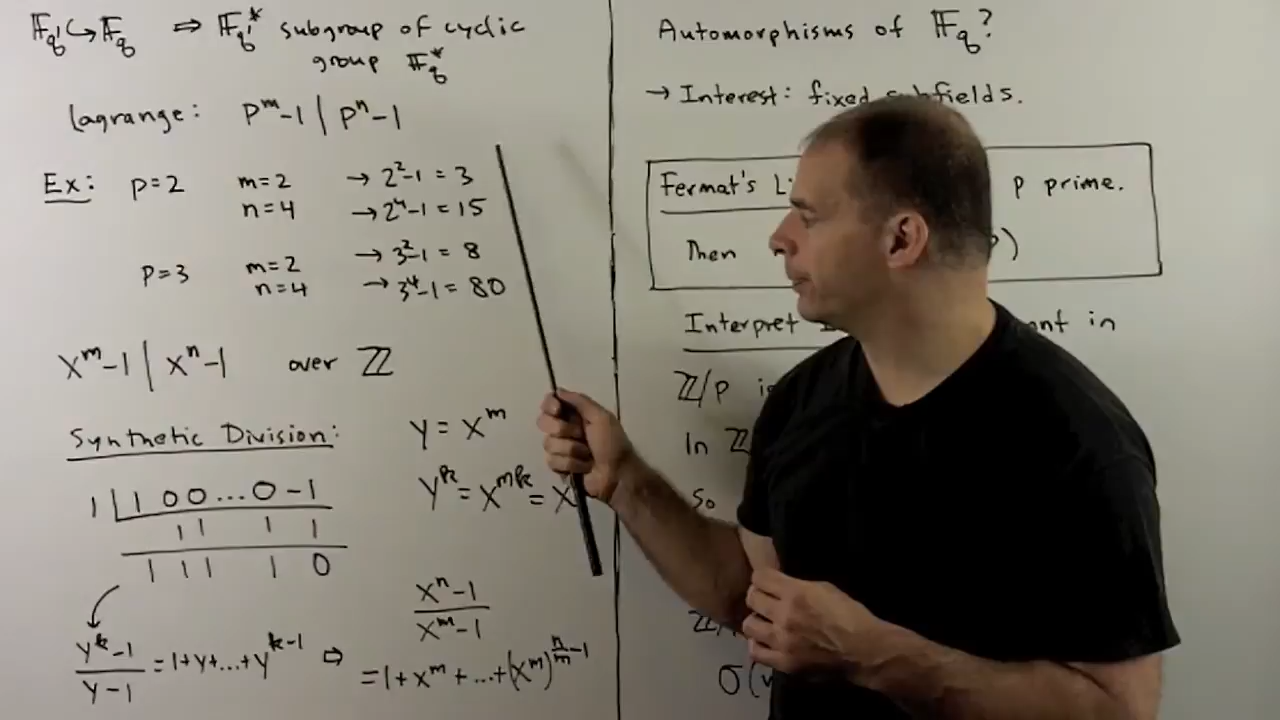 𝔽_q' ↪ 𝔽_q ⇒ 𝔽_q'^* subgroup of cyclic
group 𝔽_q^*
Lagrange: p^m-1 | p^n-1
Ex: p=2 m=2 → 2^2-1 = 3
n=4 → 2^4-1 = 15
p=3 m=2 → 3^2-1 = 8
n=4 → 3^4-1 = 80
x^m-1 | x^n-1 over ℤ
Synthetic Division:
1 | 1 0 0 ... 0 -1
1 1 1 1
1 1 1 1 0
y^k-1 / y-1 = 1+y+...+y^{k-1} ⇒
y = x^m
y^k = x^{mk} = x
x^n-1 / x^m-1
= 1+x^m+...+(x^m)^{n/m -1}
Automorphisms of 𝔽_q?
→ Interest: fixed subfields.
Fermat's p prime.
Then )
Interpret in
ℤ/p
In ℤ
So
ℤ/
σ(